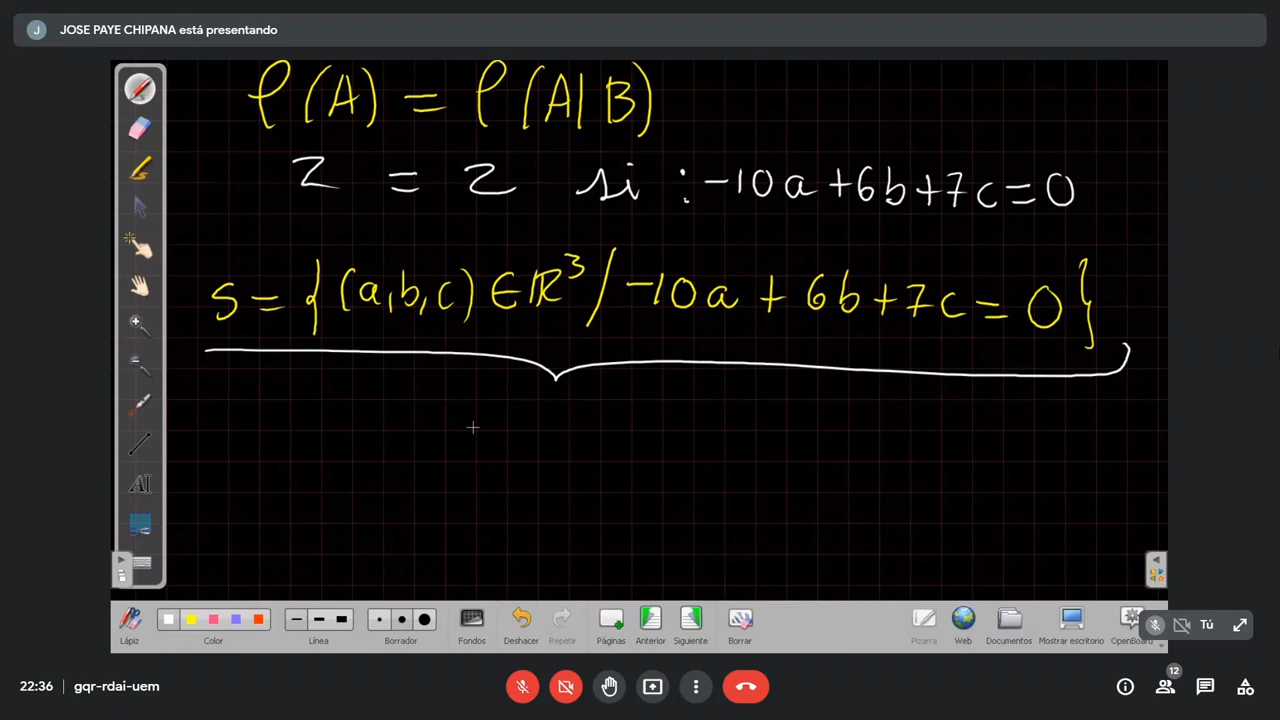 J JOSE PAYE CHIPANA está presentando
ρ(A) = ρ(A|B)
2 = 2 si : -10a+6b+7c=0
S={(a,b,c)∈ℝ³/-10a+6b+7c=0}
AI
Lápiz Color Línea Borrador Fondos Deshacer Repetir Páginas Anterior Siguiente Borrar Pizarra Web Documentos Mostrar escritorio OpenBoard
Tú
22:36 | gqr-rdai-uem
12